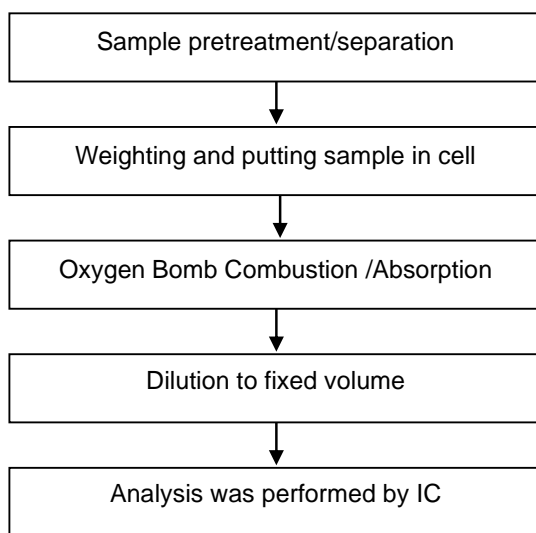 Sample pretreatment/separation
Weighting and putting sample in cell
Oxygen Bomb Combustion /Absorption
Dilution to fixed volume
Analysis was performed by IC